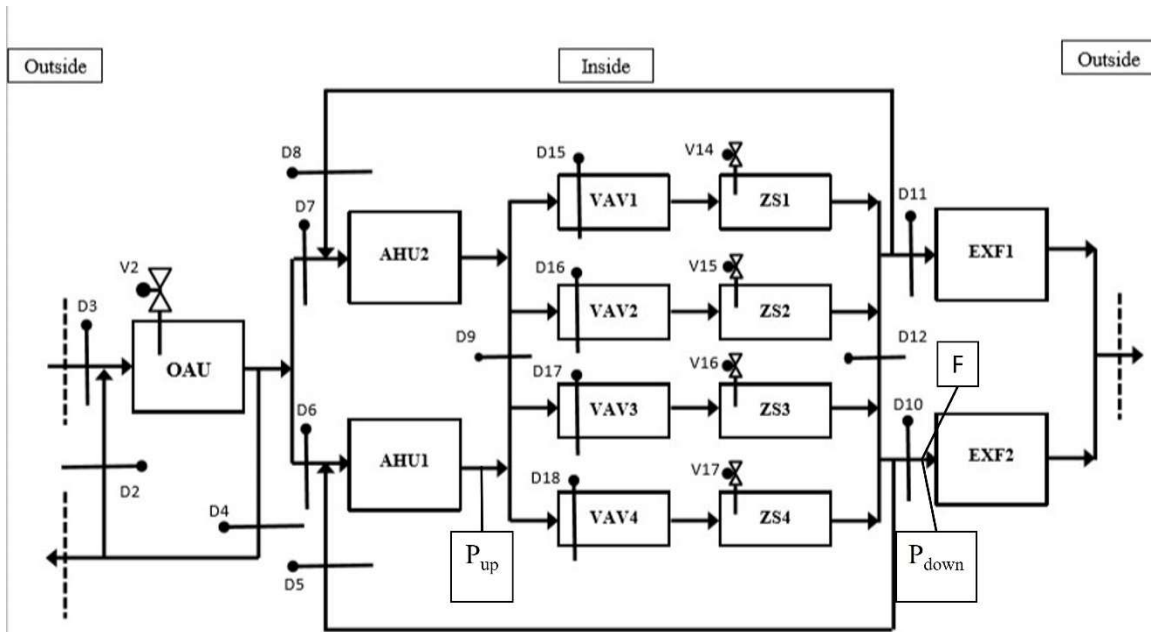 Outside
Inside
Outside
D8
D15
V14
D7
D11
VAV1
ZS1
AHU2
EXF1
V2
D16
V15
D3
VAV2
ZS2
D9
D12
OAU
D17
V16
F
D6
VAV3
ZS3
D10
AHU1
EXF2
D2
D18
V17
D4
VAV4
ZS4
D5
Pup
Pdown